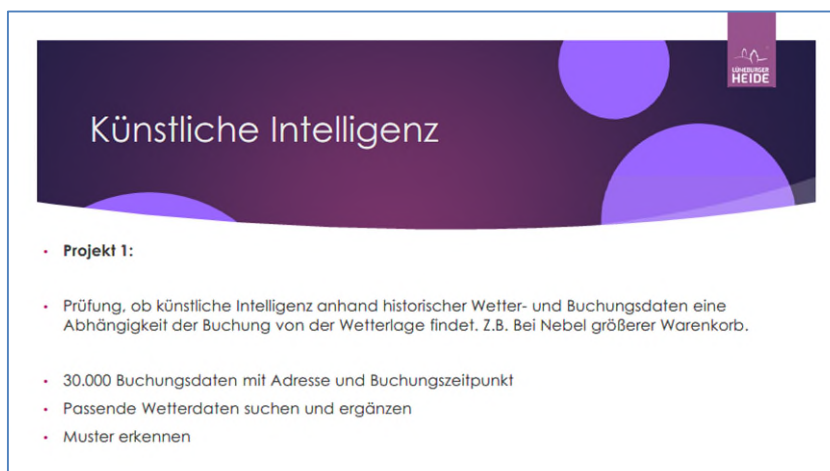 LÜNEBURGER
HEIDE
Künstliche Intelligenz
• Projekt 1:
• Prüfung, ob künstliche Intelligenz anhand historischer Wetter- und Buchungsdaten eine
Abhängigkeit der Buchung von der Wetterlage findet. Z.B. Bei Nebel größerer Warenkorb.
• 30.000 Buchungsdaten mit Adresse und Buchungszeitpunkt
• Passende Wetterdaten suchen und ergänzen
• Muster erkennen